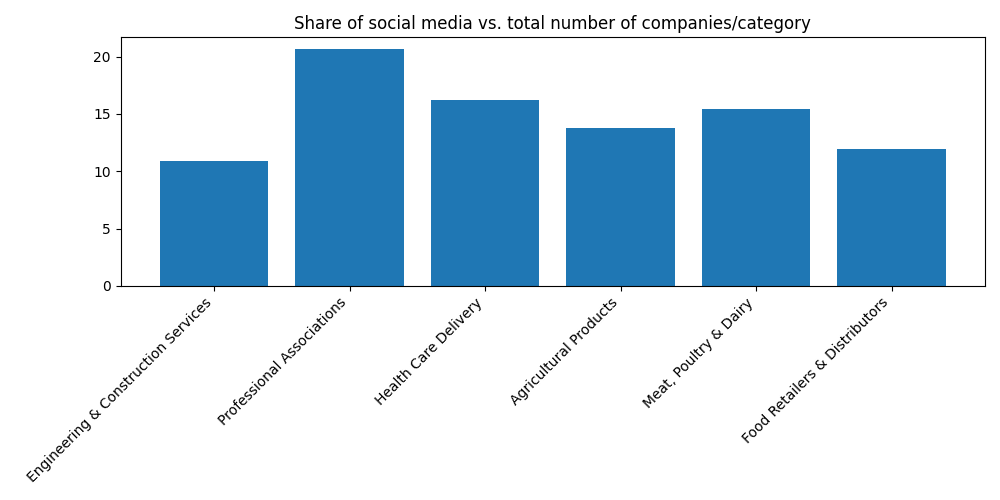 Share of social media vs. total number of companies/category
20
15
10
5
0
Engineering & Construction Services
Professional Associations
Health Care Delivery
Agricultural Products
Meat, Poultry & Dairy
Food Retailers & Distributors